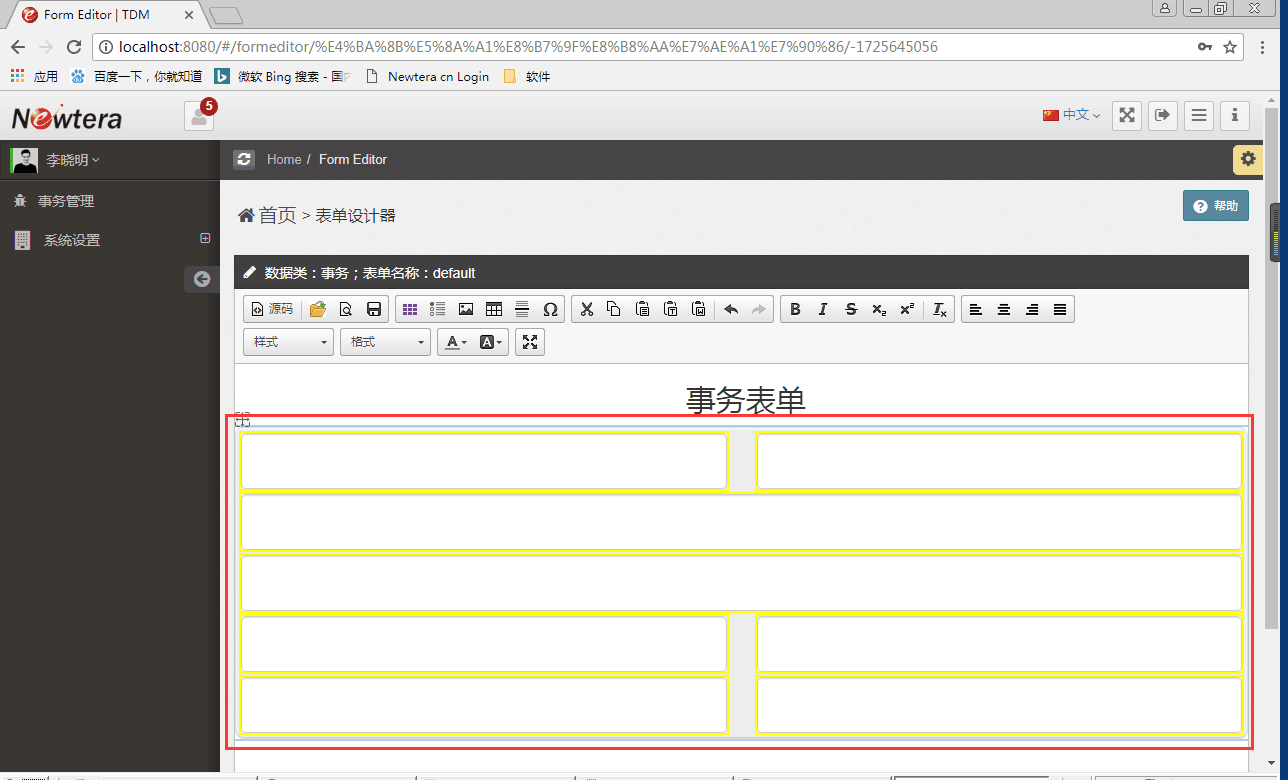 Form Editor | TDM
localhost:8080/#/formeditor/%E4%BA%8B%E5%8A%A1%E8%B7%9F%E8%B8%AA%E7%AE%A1%E7%90%86/-1725645056
应用 百度一下，你就知道 微软 Bing 搜索 - 国 Newtera cn Login 软件
Newtera 5 中文
李晓明 Home / Form Editor
事务管理
首页 > 表单设计器 帮助
系统设置
数据类：事务；表单名称：default
源码
样式 格式
事务表单